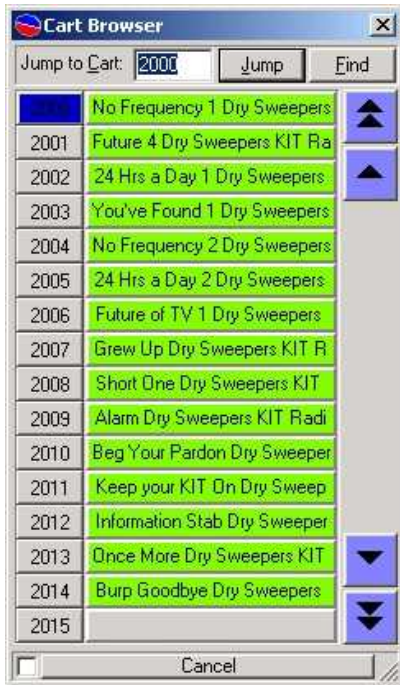 Cart Browser
Jump to Cart: 2000 Jump Find
2000 No Frequency 1 Dry Sweepers
2001 Future 4 Dry Sweepers KIT Ra
2002 24 Hrs a Day 1 Dry Sweepers
2003 You've Found 1 Dry Sweepers
2004 No Frequency 2 Dry Sweepers
2005 24 Hrs a Day 2 Dry Sweepers
2006 Future of TV 1 Dry Sweepers
2007 Grew Up Dry Sweepers KIT R
2008 Short One Dry Sweepers KIT
2009 Alarm Dry Sweepers KIT Radi
2010 Beg Your Pardon Dry Sweeper
2011 Keep your KIT On Dry Sweep
2012 Information Stab Dry Sweeper
2013 Once More Dry Sweepers KIT
2014 Burp Goodbye Dry Sweepers
2015
Cancel